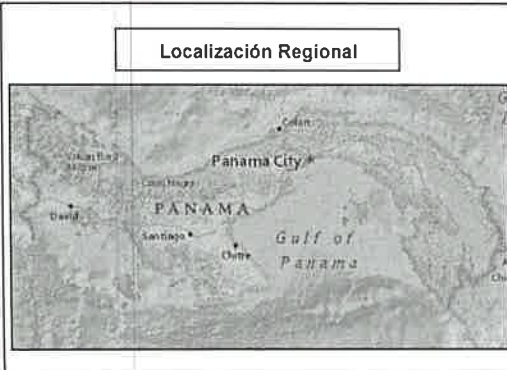 Localización Regional
Colon
Panama City
PANAMA
David
Santiago
Chitre
Gulf of
Panama